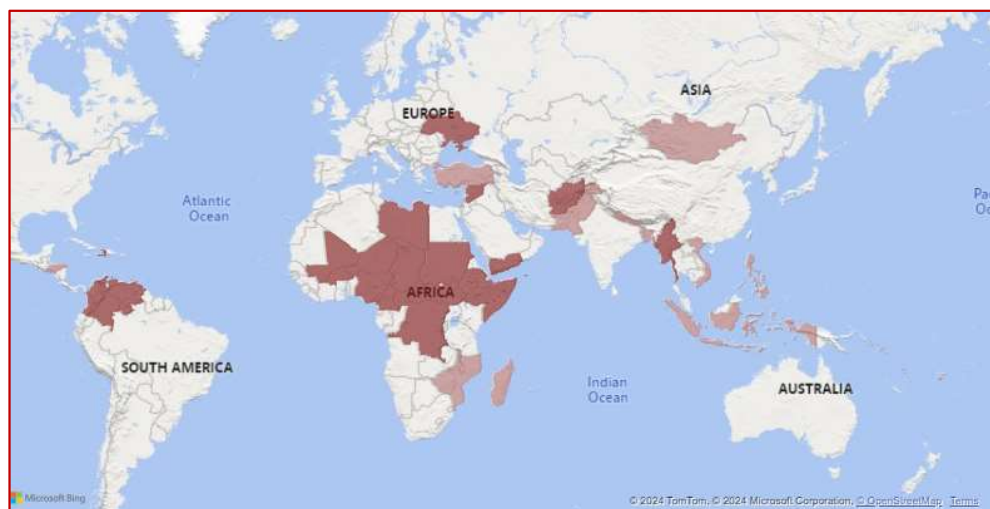 ASIA
EUROPE
Atlantic
Ocean
AFRICA
SOUTH AMERICA
Indian
Ocean
AUSTRALIA
Microsoft Bing
© 2024 TomTom, © 2024 Microsoft Corporation, © OpenStreetMap Terms